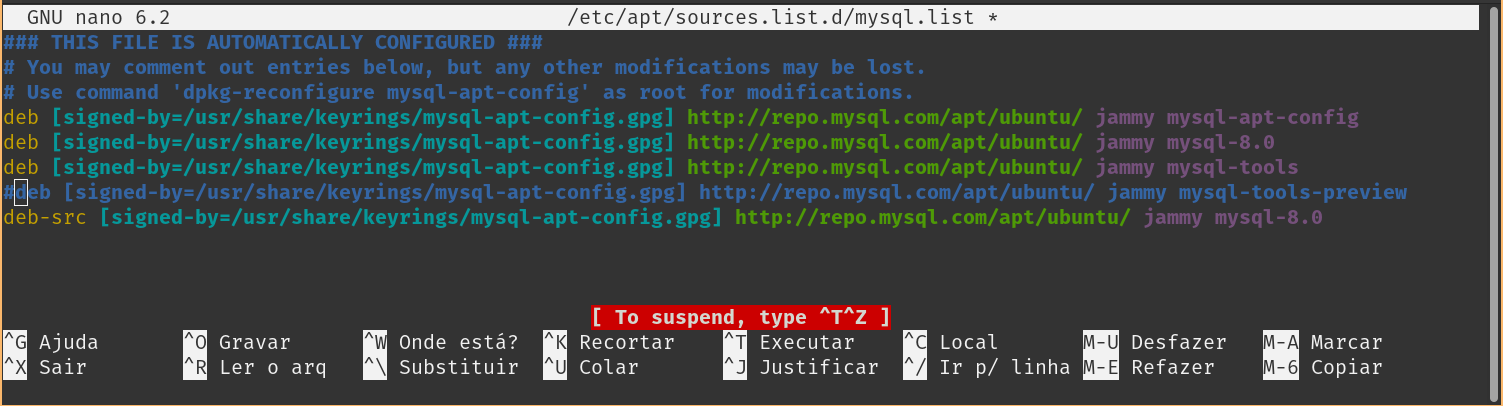 GNU nano 6.2 /etc/apt/sources.list.d/mysql.list *
### THIS FILE IS AUTOMATICALLY CONFIGURED ###
# You may comment out entries below, but any other modifications may be lost.
# Use command 'dpkg-reconfigure mysql-apt-config' as root for modifications.
deb [signed-by=/usr/share/keyrings/mysql-apt-config.gpg] http://repo.mysql.com/apt/ubuntu/ jammy mysql-apt-config
deb [signed-by=/usr/share/keyrings/mysql-apt-config.gpg] http://repo.mysql.com/apt/ubuntu/ jammy mysql-8.0
deb [signed-by=/usr/share/keyrings/mysql-apt-config.gpg] http://repo.mysql.com/apt/ubuntu/ jammy mysql-tools
#deb [signed-by=/usr/share/keyrings/mysql-apt-config.gpg] http://repo.mysql.com/apt/ubuntu/ jammy mysql-tools-preview
deb-src [signed-by=/usr/share/keyrings/mysql-apt-config.gpg] http://repo.mysql.com/apt/ubuntu/ jammy mysql-8.0
[ To suspend, type ^T^Z ]
^G Ajuda ^O Gravar ^W Onde está? ^K Recortar ^T Executar ^C Local M-U Desfazer M-A Marcar
^X Sair ^R Ler o arq ^\ Substituir ^U Colar ^J Justificar ^/ Ir p/ linha M-E Refazer M-6 Copiar